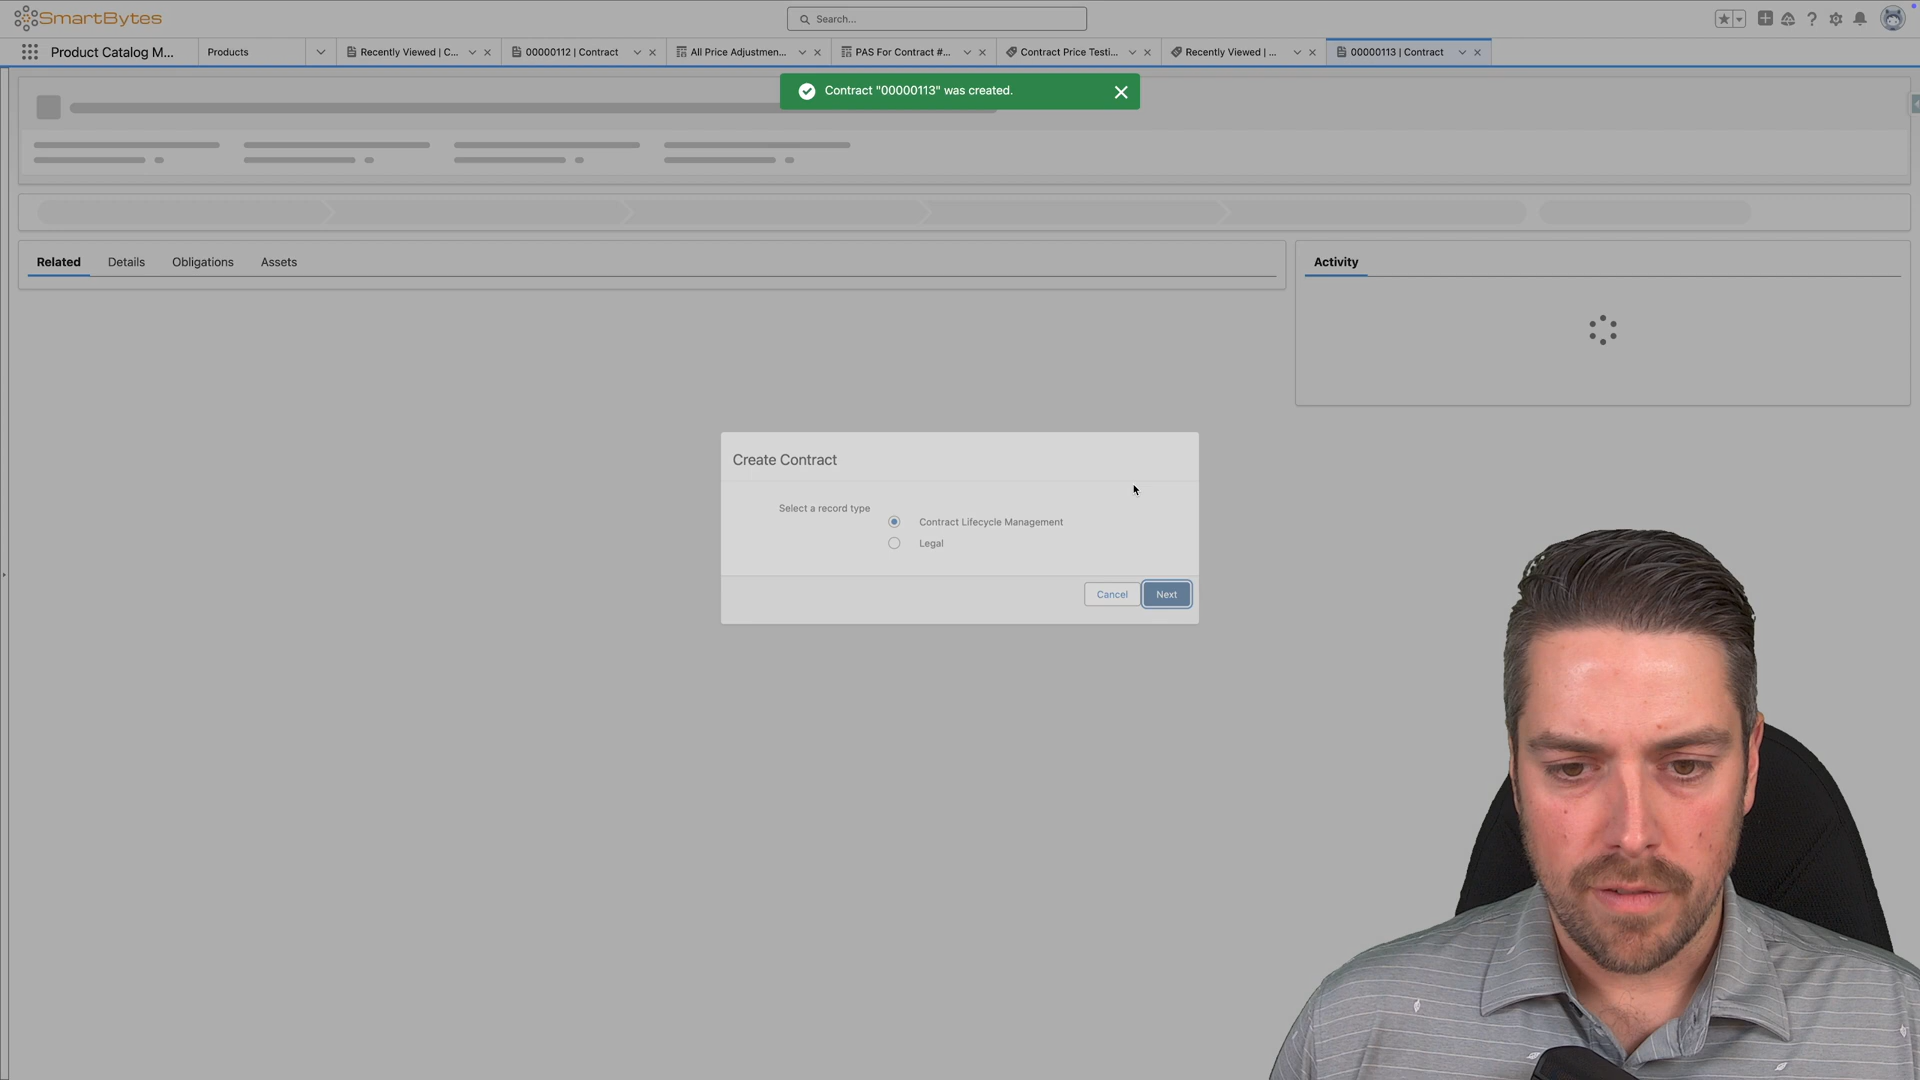 SmartBytes
Search...
Product Catalog M...
Products
Recently Viewed | C...
00000112 | Contract
All Price Adjustmen...
PAS For Contract #...
Contract Price Testi...
Recently Viewed | ...
00000113 | Contract
Contract "00000113" was created.
Related
Details
Obligations
Assets
Activity
Create Contract
Select a record type
Contract Lifecycle Management
Legal
Cancel
Next